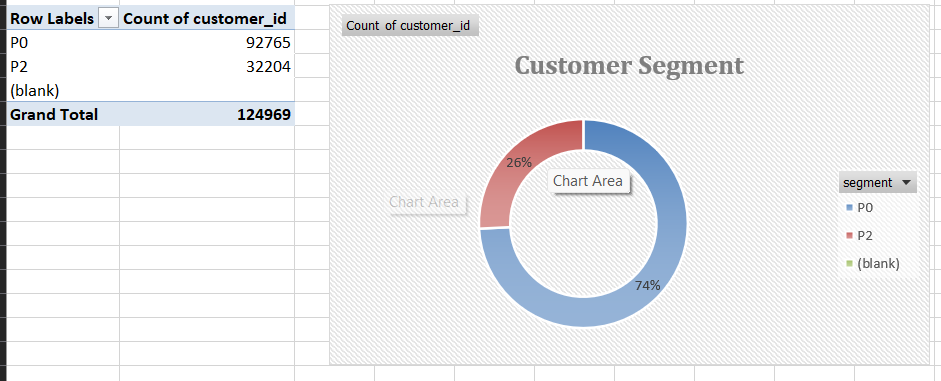 Row Labels Count of customer_id
P0 92765
P2 32204
(blank)
Grand Total 124969
Count of customer_id
Customer Segment
26%
Chart Area
Chart Area
74%
segment
P0
P2
(blank)